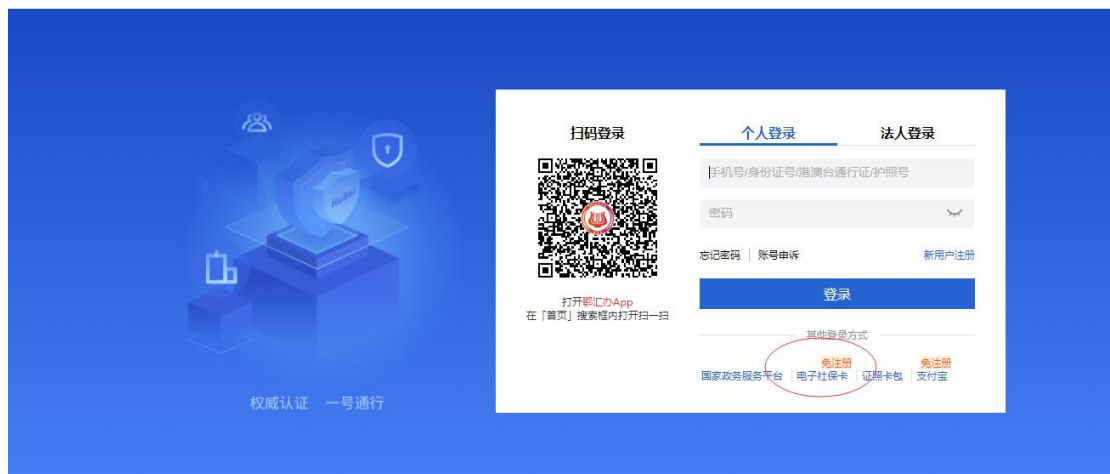 HuBei
权威认证 一号通行
扫码登录
打开鄂汇办App
在「首页」搜索框内打开扫一扫
个人登录 法人登录
手机号/身份证号/港澳台通行证/护照号
密码
忘记密码 账号申诉 新用户注册
登录
其他登录方式
免注册 免注册
国家政务服务平台 电子社保卡 证照卡包 支付宝